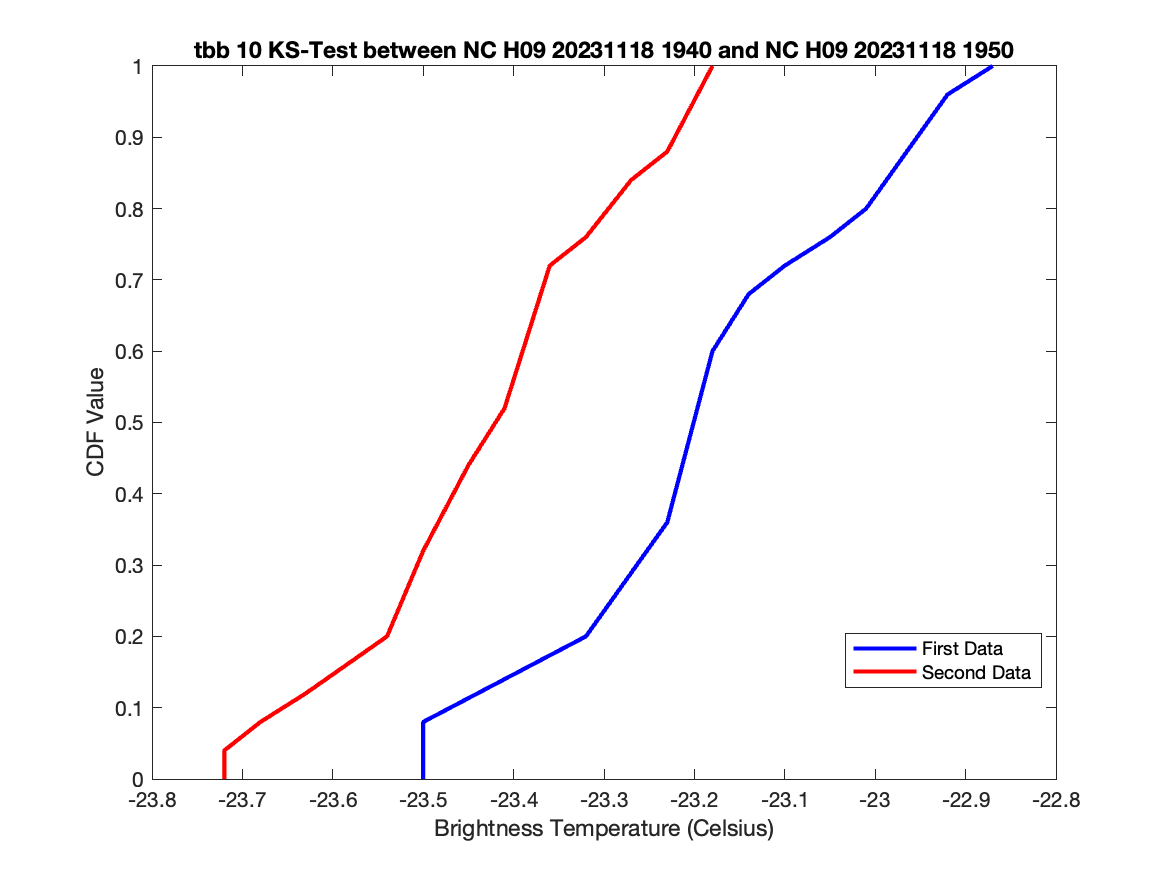 tbb 10 KS-Test between NC H09 20231118 1940 and NC H09 20231118 1950
1
0.9
0.8
0.7
0.6
0.5
0.4
0.3
0.2
0.1
0
CDF Value
First Data
Second Data
-23.8 -23.7 -23.6 -23.5 -23.4 -23.3 -23.2 -23.1 -23 -22.9 -22.8
Brightness Temperature (Celsius)